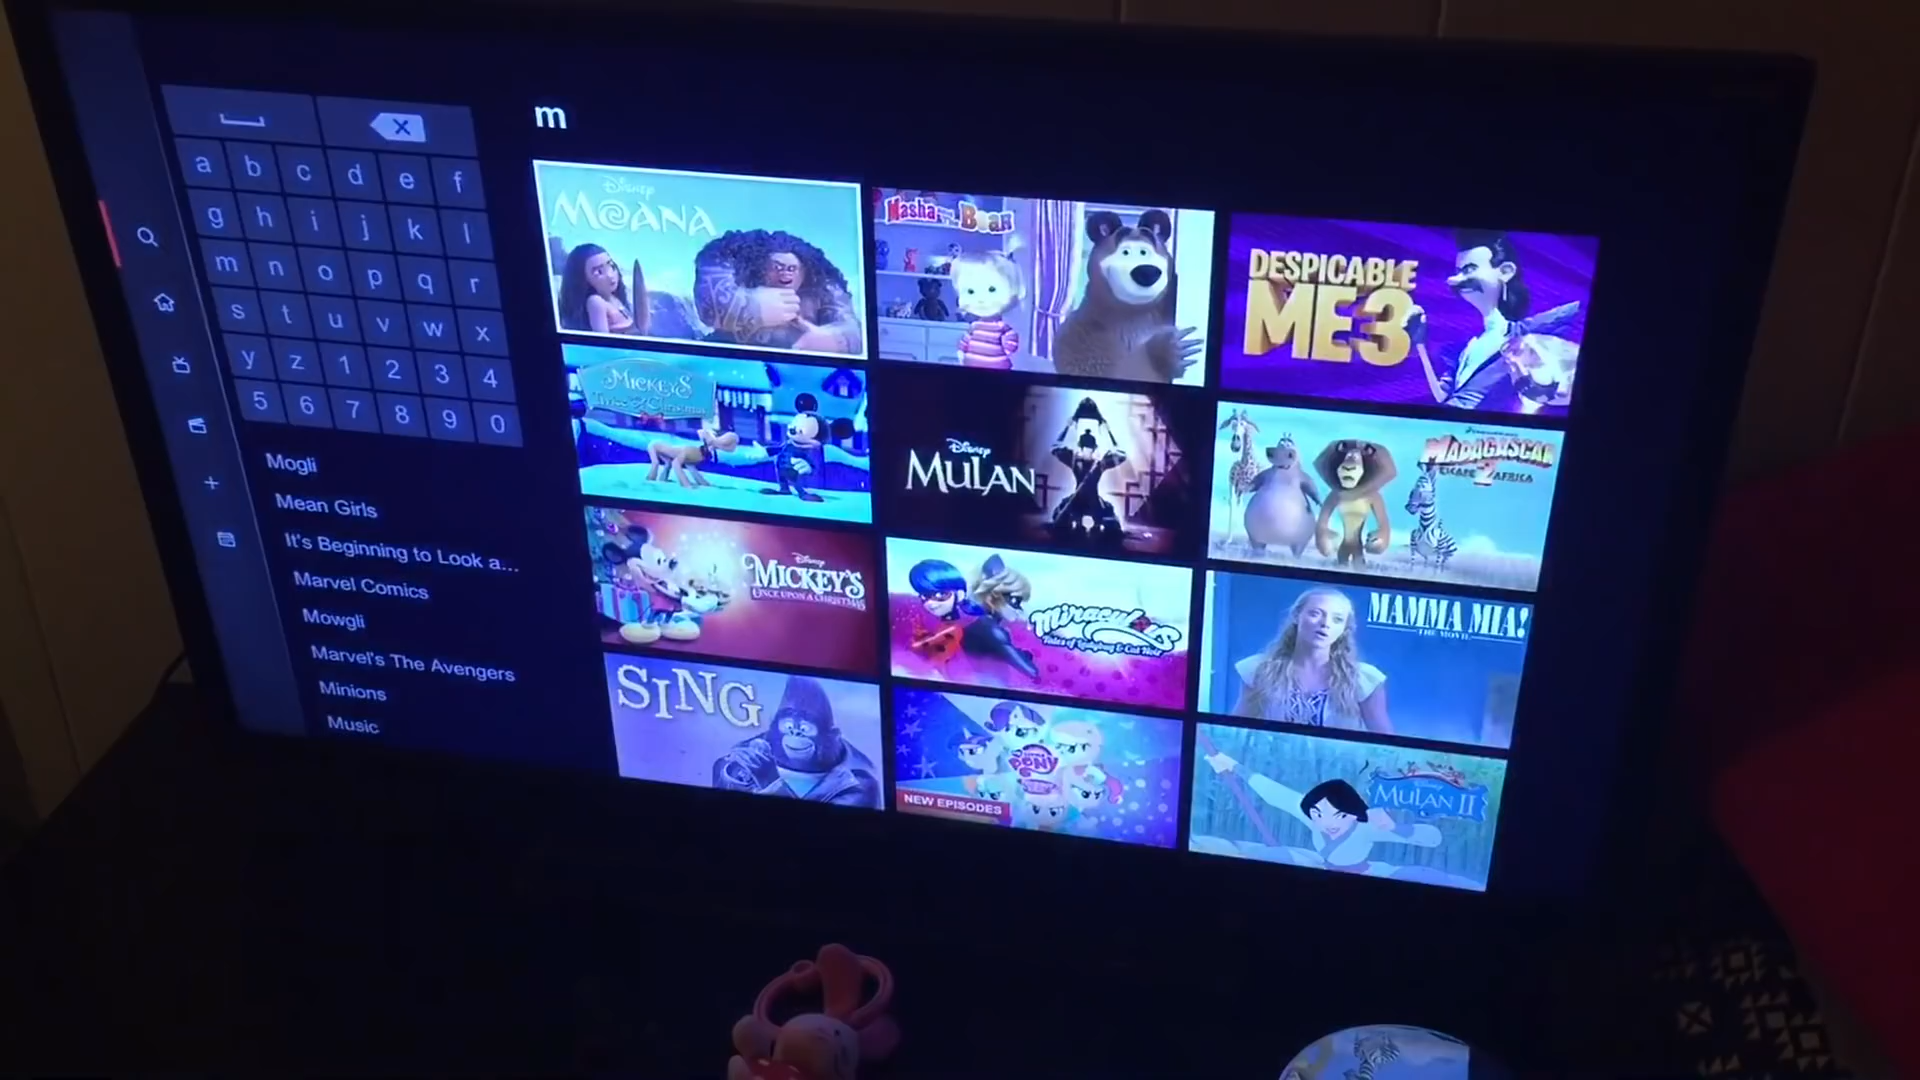 m
a b c d e f
g h i j k l
m n o p q r
s t u v w x
y z 1 2 3 4
5 6 7 8 9 0
Mogli
Mean Girls
It's Beginning to Look a...
Marvel Comics
Mowgli
Marvel's The Avengers
Minions
Music
Disney
MOANA
Masha and the Bear
DESPICABLE
ME3
MICKEY'S
Twice Upon a Christmas
Disney
MULAN
MADAGASCAR
ESCAPE 2 AFRICA
Disney
MICKEY'S
ONCE UPON A CHRISTMAS
miraculous
Tales of Ladybug & Cat Noir
MAMMA MIA!
THE MOVIE
SING
my LITTLE
PONY
NEW EPISODES
Disney
MULAN II